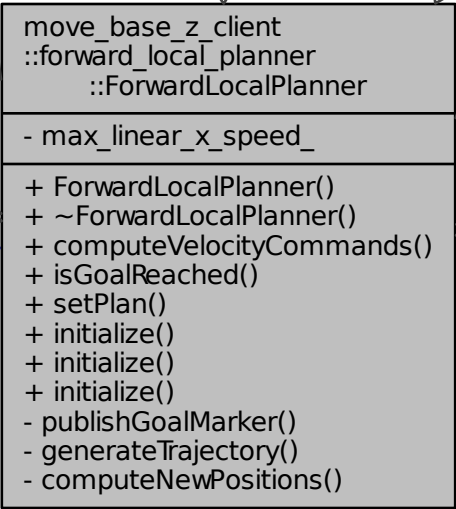 move_base_z_client
::forward_local_planner
::ForwardLocalPlanner
- max_linear_x_speed_
+ ForwardLocalPlanner()
+ ~ForwardLocalPlanner()
+ computeVelocityCommands()
+ isGoalReached()
+ setPlan()
+ initialize()
+ initialize()
+ initialize()
- publishGoalMarker()
- generateTrajectory()
- computeNewPositions()